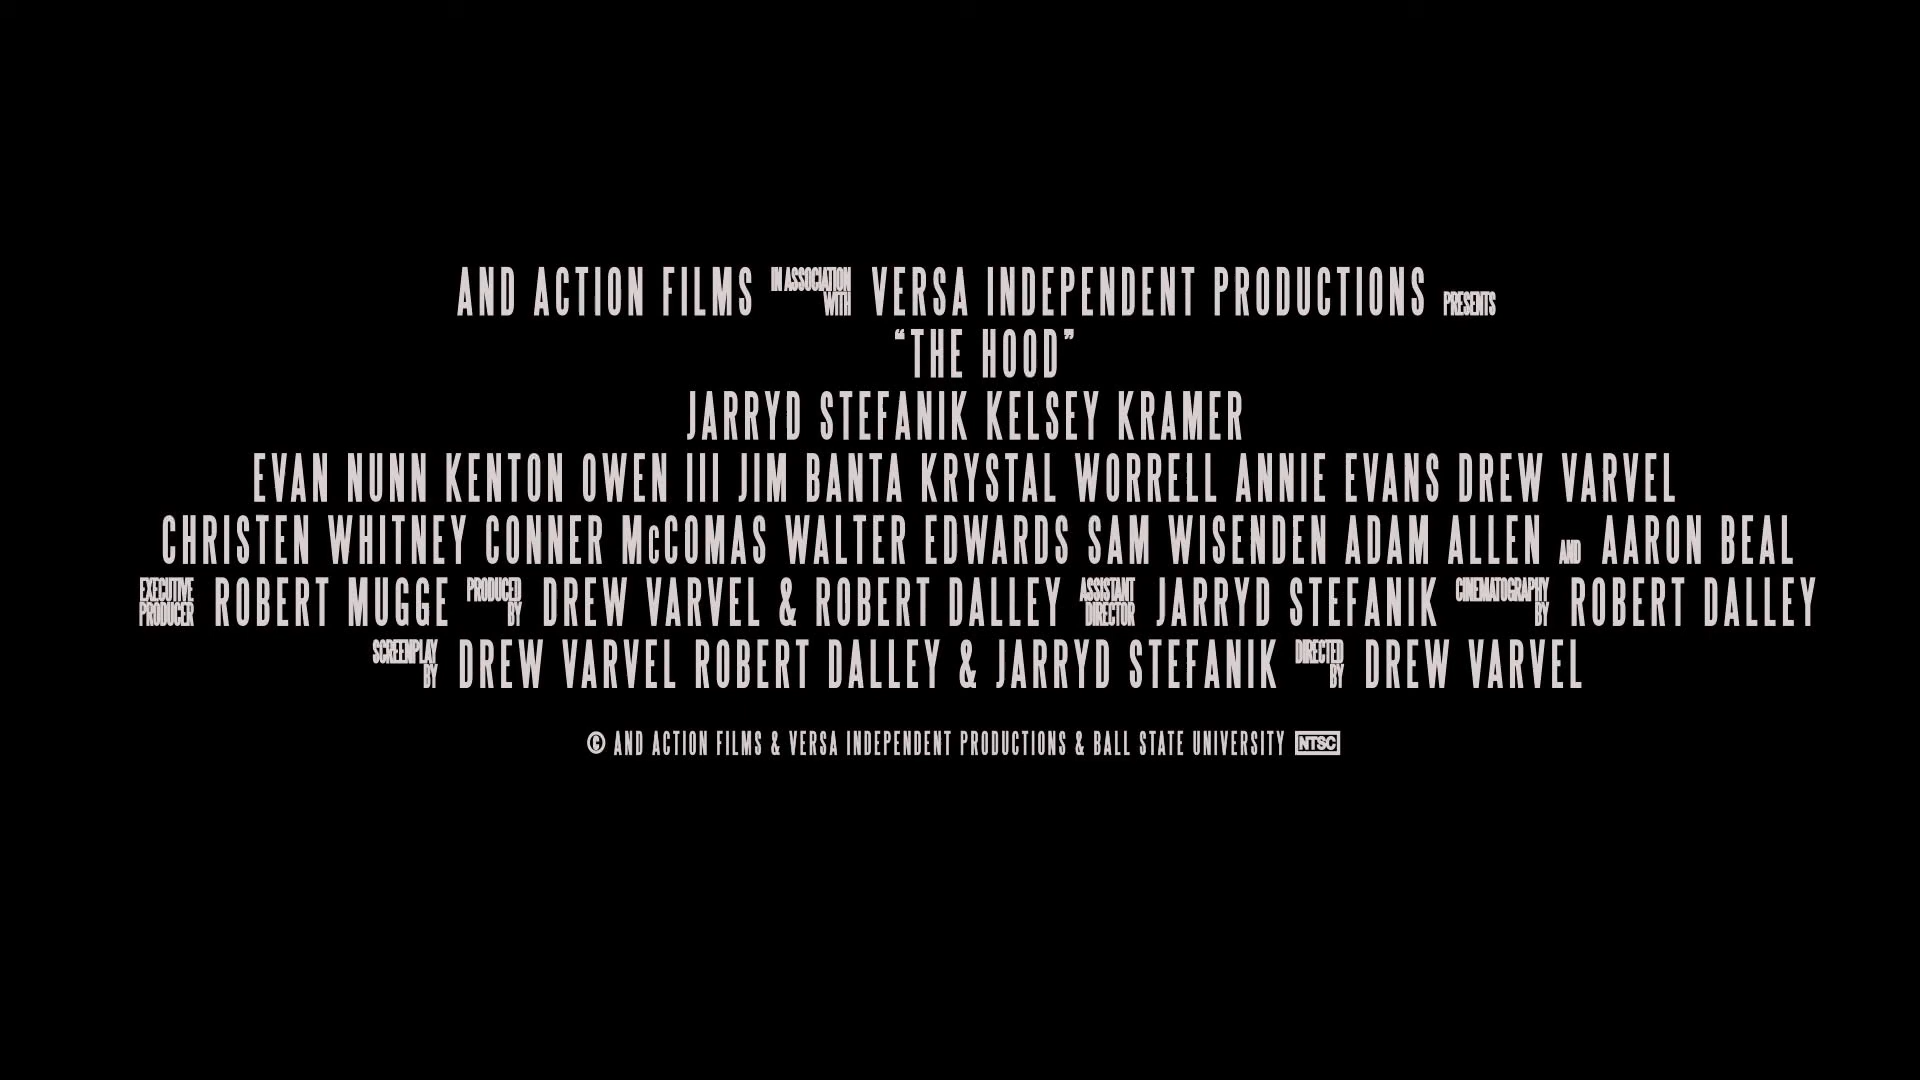 AND ACTION FILMS IN ASSOCIATION WITH VERSA INDEPENDENT PRODUCTIONS PRESENTS
“THE HOOD”
JARRYD STEFANIK KELSEY KRAMER
EVAN NUNN KENTON OWEN III JIM BANTA KRYSTAL WORRELL ANNIE EVANS DREW VARVEL
CHRISTEN WHITNEY CONNER McCOMAS WALTER EDWARDS SAM WISENDEN ADAM ALLEN AND AARON BEAL
EXECUTIVE PRODUCER ROBERT MUGGE PRODUCED BY DREW VARVEL & ROBERT DALLEY ASSISTANT DIRECTOR JARRYD STEFANIK CINEMATOGRAPHY BY ROBERT DALLEY
SCREENPLAY BY DREW VARVEL ROBERT DALLEY & JARRYD STEFANIK DIRECTED BY DREW VARVEL
© AND ACTION FILMS & VERSA INDEPENDENT PRODUCTIONS & BALL STATE UNIVERSITY NTSC